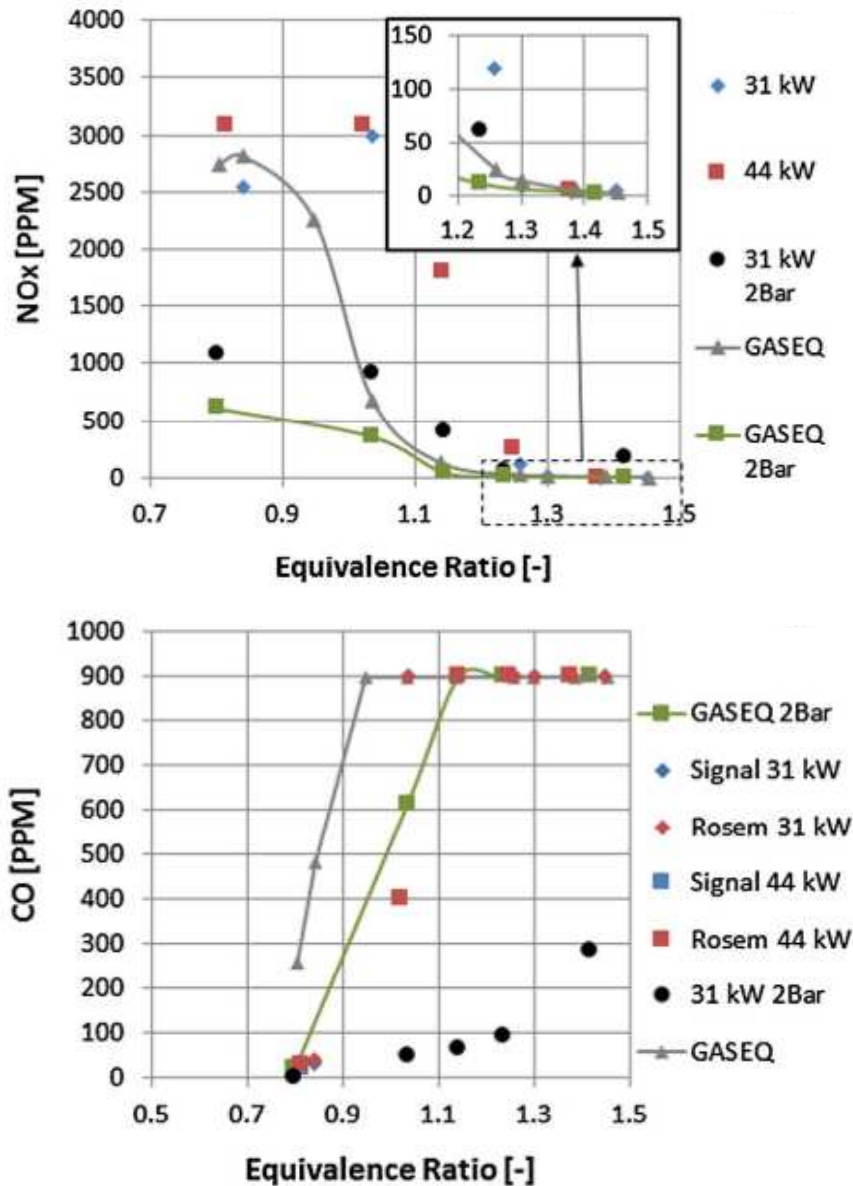 4000
3500
3000
2500
2000
1500
1000
500
0
NOx [PPM]
0.7 0.9 1.1 1.3 1.5
Equivalence Ratio [-]
150
100
50
0
1.2 1.3 1.4 1.5
31 kW
44 kW
31 kW
2Bar
GASEQ
GASEQ
2Bar
1000
900
800
700
600
500
400
300
200
100
0
CO [PPM]
0.5 0.7 0.9 1.1 1.3 1.5
Equivalence Ratio [-]
GASEQ 2Bar
Signal 31 kW
Rosem 31 kW
Signal 44 kW
Rosem 44 kW
31 kW 2Bar
GASEQ